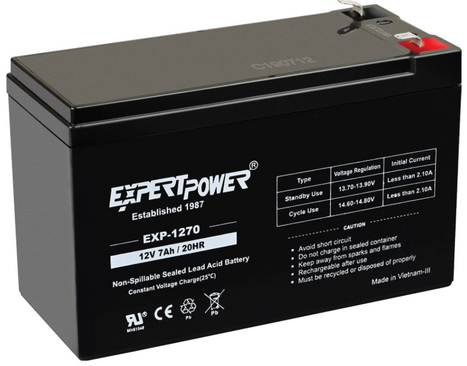 C190712
EXPERTPOWER®
Established 1987
EXP-1270
12V 7Ah / 20HR
Non-Spillable Sealed Lead Acid Battery
Constant Voltage Charge(25°C)
Pb
Pb
MH61048
Type Voltage Regulation Initial Current
Standby Use 13.70-13.90V Less than 2.10A
Cycle Use 14.60-14.80V Less than 2.10A
CAUTION
Avoid short circuit
Do not charge in sealed container
Keep away from sparks and flames
Rechargeable after use
Must be recycled or disposed of properly
Made in Vietnam-III